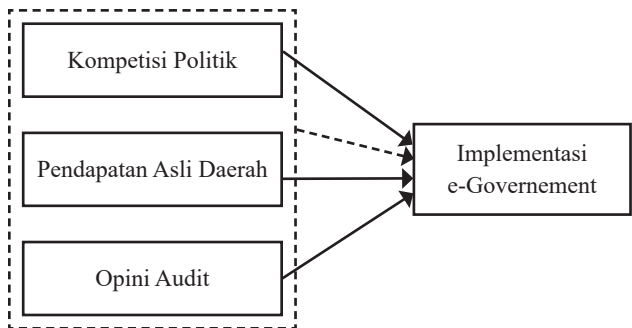 Kompetisi Politik
Pendapatan Asli Daerah
Opini Audit
Implementasi
e-Governement